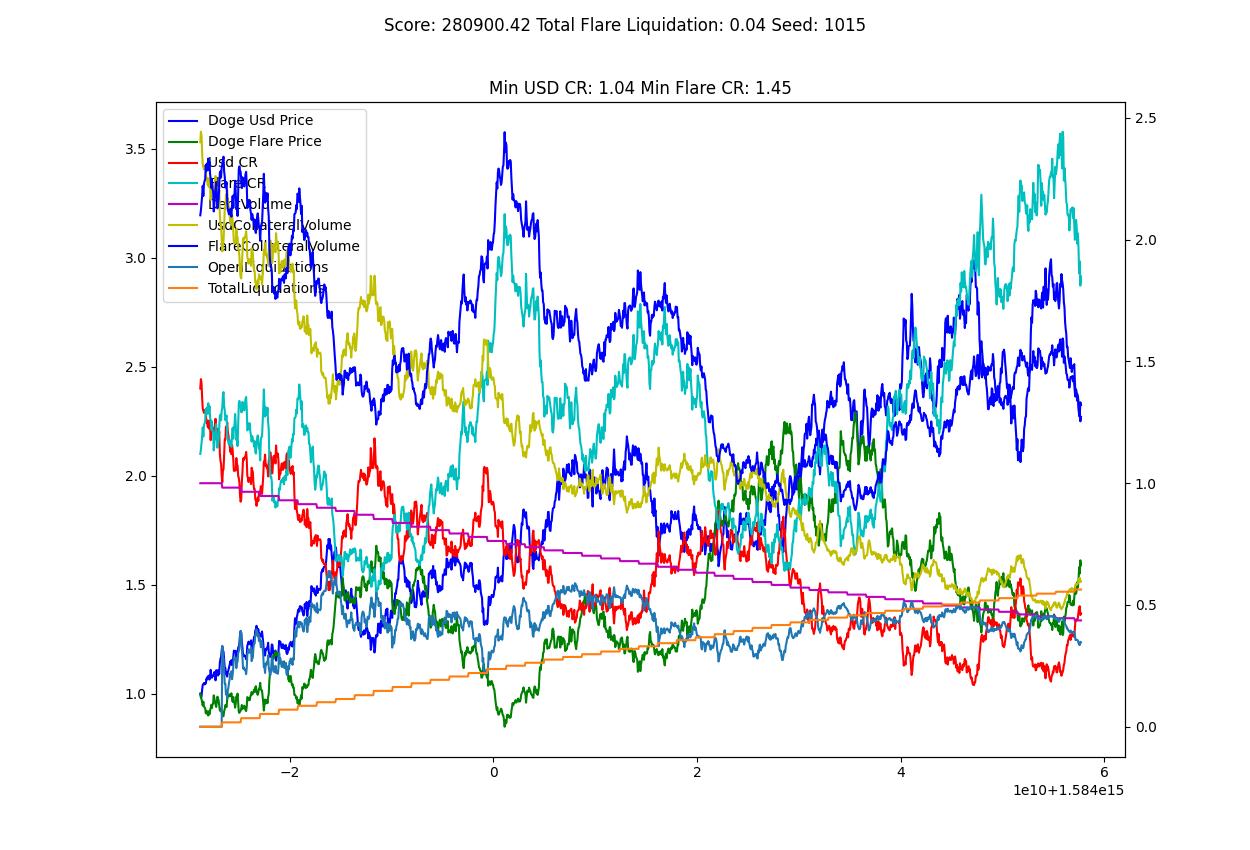 Score: 280900.42 Total Flare Liquidation: 0.04 Seed: 1015
Min USD CR: 1.04 Min Flare CR: 1.45
Doge Usd Price
Doge Flare Price
Usd CR
Flare CR
DebtVolume
UsdCollateralVolume
FlareCollateralVolume
OpenLiquidations
TotalLiquidations
3.5
3.0
2.5
2.0
1.5
1.0
2.5
2.0
1.5
1.0
0.5
0.0
−2
0
2
4
6
1e10+1.584e15